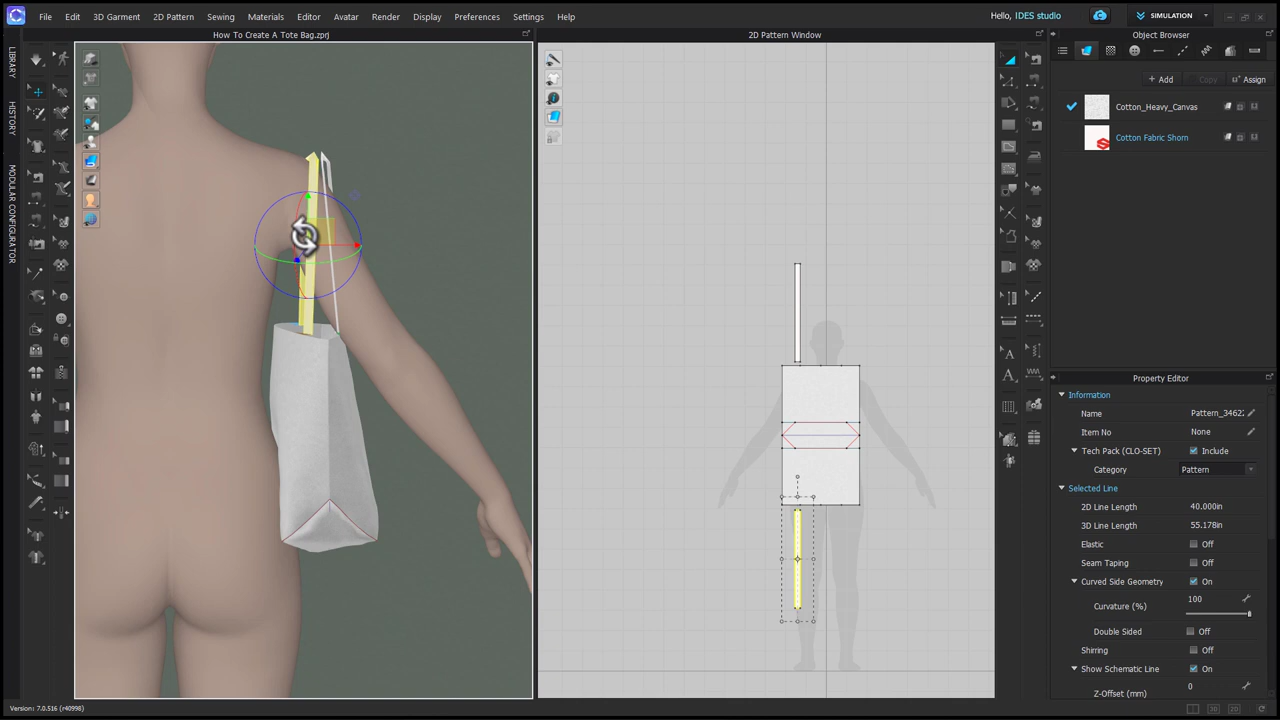 File Edit 3D Garment 2D Pattern Sewing Materials Editor Avatar Render Display Preferences Settings Help
Hello, IDES studio
SIMULATION
How To Create A Tote Bag.zprj
2D Pattern Window
Object Browser
LIBRARY
HISTORY
MODULAR CONFIGURATOR
+ Add
Copy
Assign
Cotton_Heavy_Canvas
Cotton Fabric Shorn
Property Editor
Information
Name Pattern_34622
Item No None
Tech Pack (CLO-SET) Include
Category Pattern
Selected Line
2D Line Length 40.000in
3D Line Length 55.178in
Elastic Off
Seam Taping Off
Curved Side Geometry On
Curvature (%) 100
Double Sided Off
Shirring Off
Show Schematic Line On
Z-Offset (mm) 0
Version: 7.0.516 (r40998)
3D
2D